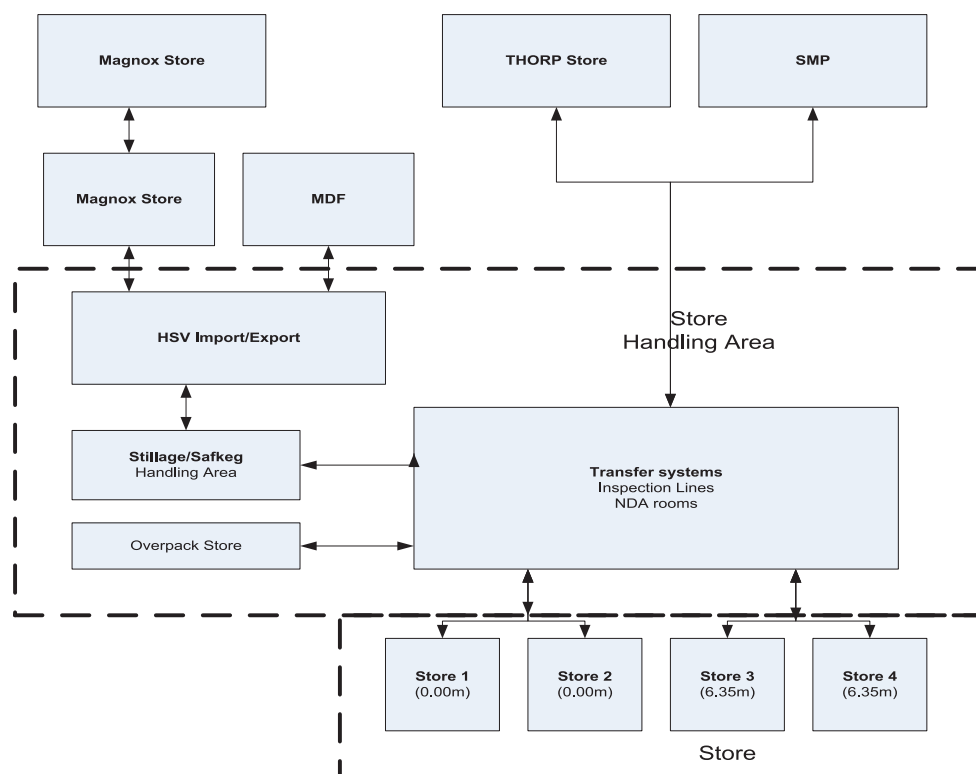 Magnox Store
THORP Store
SMP
Magnox Store
MDF
HSV Import/Export
Store
Handling Area
Stillage/Safkeg
Handling Area
Transfer systems
Inspection Lines
NDA rooms
Overpack Store
Store 1
(0.00m)
Store 2
(0.00m)
Store 3
(6.35m)
Store 4
(6.35m)
Store